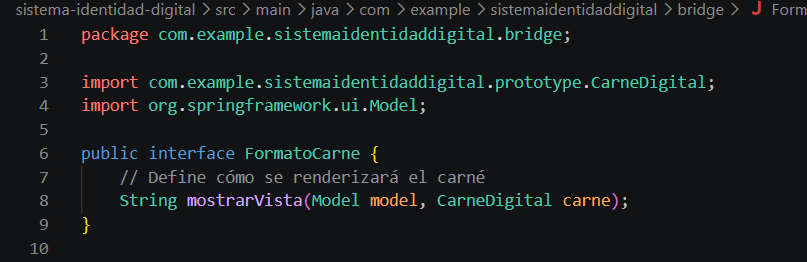 sistema-identidad-digital > src > main > java > com > example > sistemaidentidaddigital > bridge > J Form
1 package com.example.sistemaidentidaddigital.bridge;
2
3 import com.example.sistemaidentidaddigital.prototype.CarneDigital;
4 import org.springframework.ui.Model;
5
6 public interface FormatoCarne {
7 // Define cómo se renderizará el carné
8 String mostrarVista(Model model, CarneDigital carne);
9 }
10